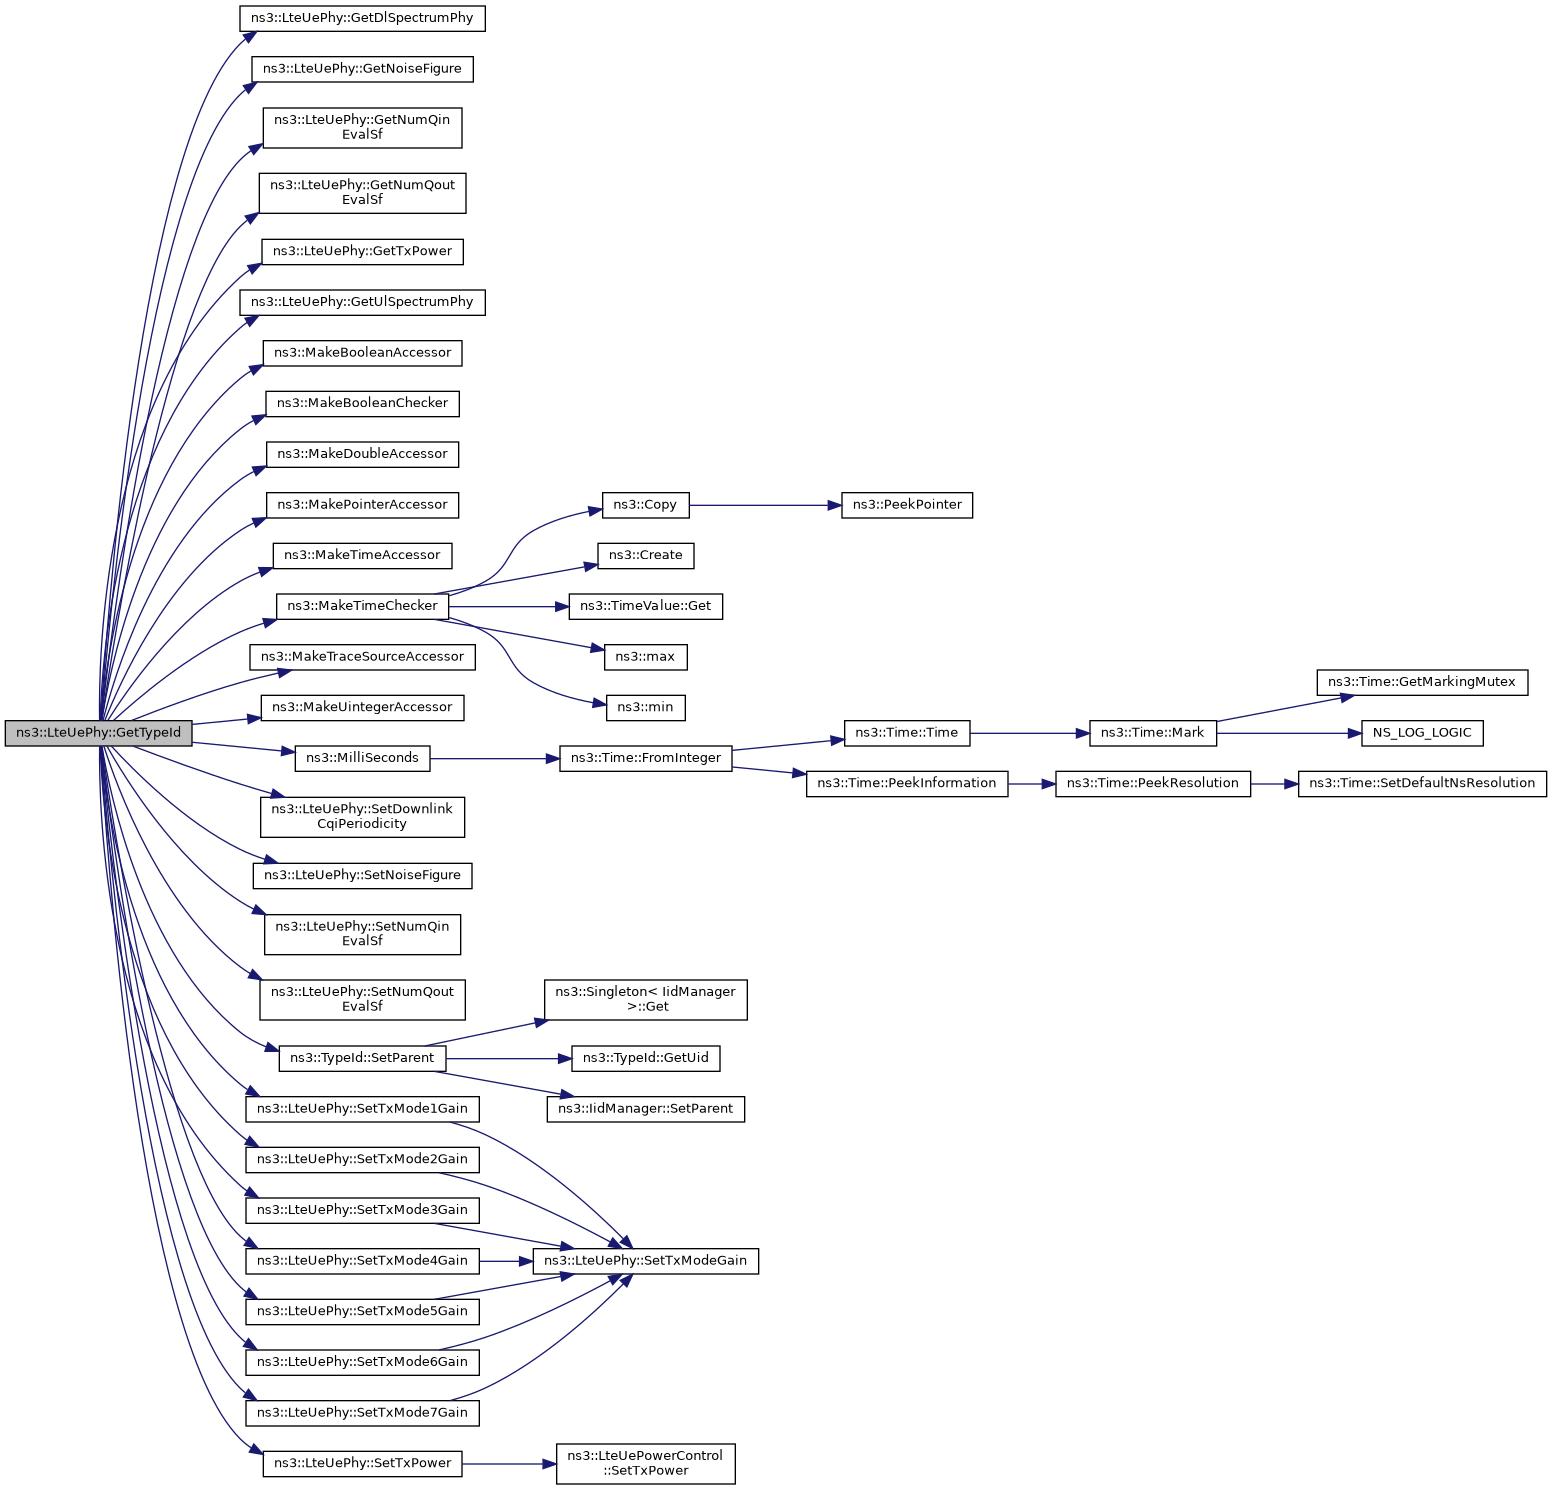 ns3::LteUePhy::GetDlSpectrumPhy
ns3::LteUePhy::GetNoiseFigure
ns3::LteUePhy::GetNumQin
EvalSf
ns3::LteUePhy::GetNumQout
EvalSf
ns3::LteUePhy::GetTxPower
ns3::LteUePhy::GetUlSpectrumPhy
ns3::MakeBooleanAccessor
ns3::MakeBooleanChecker
ns3::MakeDoubleAccessor
ns3::MakePointerAccessor
ns3::Copy
ns3::PeekPointer
ns3::MakeTimeAccessor
ns3::Create
ns3::MakeTimeChecker
ns3::TimeValue::Get
ns3::MakeTraceSourceAccessor
ns3::max
ns3::Time::GetMarkingMutex
ns3::MakeUintegerAccessor
ns3::min
ns3::LteUePhy::GetTypeId
ns3::Time::Time
ns3::Time::Mark
NS_LOG_LOGIC
ns3::MilliSeconds
ns3::Time::FromInteger
ns3::Time::PeekInformation
ns3::Time::PeekResolution
ns3::Time::SetDefaultNsResolution
ns3::LteUePhy::SetDownlink
CqiPeriodicity
ns3::LteUePhy::SetNoiseFigure
ns3::LteUePhy::SetNumQin
EvalSf
ns3::LteUePhy::SetNumQout
EvalSf
ns3::Singleton< IidManager
>::Get
ns3::TypeId::SetParent
ns3::TypeId::GetUid
ns3::IidManager::SetParent
ns3::LteUePhy::SetTxMode1Gain
ns3::LteUePhy::SetTxMode2Gain
ns3::LteUePhy::SetTxMode3Gain
ns3::LteUePhy::SetTxMode4Gain
ns3::LteUePhy::SetTxModeGain
ns3::LteUePhy::SetTxMode5Gain
ns3::LteUePhy::SetTxMode6Gain
ns3::LteUePhy::SetTxMode7Gain
ns3::LteUePhy::SetTxPower
ns3::LteUePowerControl
::SetTxPower